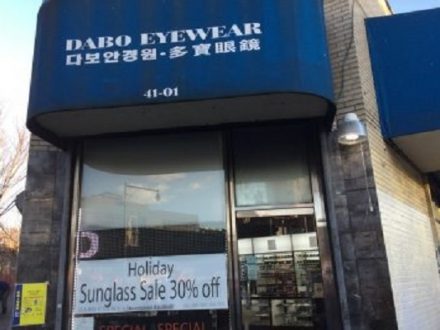 DABO EYEWEAR
다보안경원·多寶眼鏡
41-01
Holiday
Sunglass Sale 30% off
SPECIAL SPECIAL